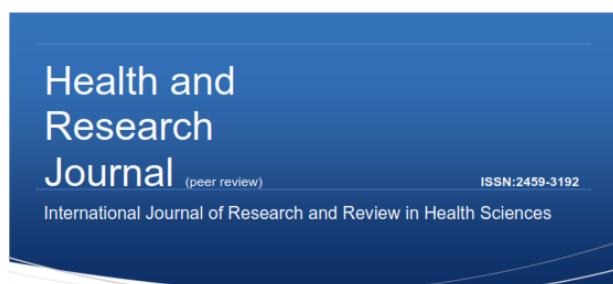 Health and
Research
Journal (peer review) ISSN:2459-3192
International Journal of Research and Review in Health Sciences